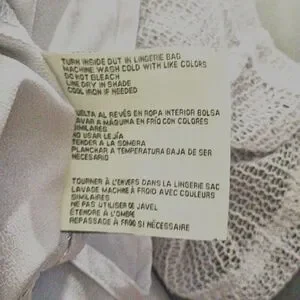 TURN INSIDE OUT IN LINGERIE BAG
MACHINE WASH COLD WITH LIKE COLORS
DO NOT BLEACH
LINE DRY IN SHADE
COOL IRON IF NEEDED
VUELTA AL REVÉS EN ROPA INTERIOR BOLSA
LAVAR A MÁQUINA EN FRÍO CON COLORES
SIMILARES
NO USAR LEJÍA
TENDER A LA SOMBRA
PLANCHAR A TEMPERATURA BAJA DE SER
NECESARIO
TOURNER À L'ENVERS DANS LA LINGERIE SAC
LAVAGE MACHINE À FROID AVEC COULEURS
SIMILAIRES
NE PAS UTILISER DE JAVEL
ÉTENDRE À L'OMBRE
REPASSAGE À FROID SI NÉCESSAIRE